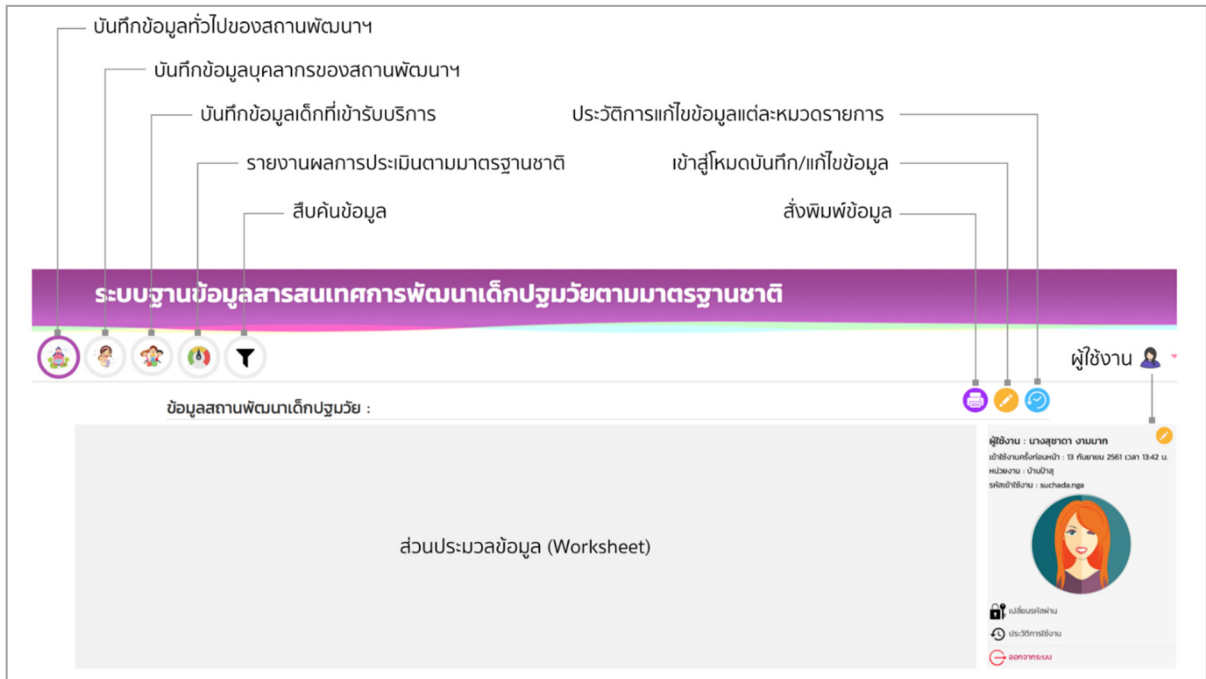 บันทึกข้อมูลทั่วไปของสถานพัฒนาฯ
บันทึกข้อมูลบุคลากรของสถานพัฒนาฯ
บันทึกข้อมูลเด็กที่เข้ารับบริการ
ประวัติการแก้ไขข้อมูลแต่ละหมวดรายการ
รายงานผลการประเมินตามมาตรฐานชาติ
เข้าสู่โหมดบันทึก/แก้ไขข้อมูล
สืบค้นข้อมูล
สั่งพิมพ์ข้อมูล
ระบบฐานข้อมูลสารสนเทศการพัฒนาเด็กปฐมวัยตามมาตรฐานชาติ
ผู้ใช้งาน
ข้อมูลสถานพัฒนาเด็กปฐมวัย :
ผู้ใช้งาน : นางสุชาดา งามมาก
เข้าใช้งานครั้งก่อนหน้า : 13 กันยายน 2561 เวลา 13:42 น.
หน่วยงาน : บ้านป้าสุ
รหัสเข้าใช้งาน : suchada.nga
ส่วนประมวลข้อมูล (Worksheet)
เปลี่ยนรหัสผ่าน
ประวัติการใช้งาน
ออกจากระบบ